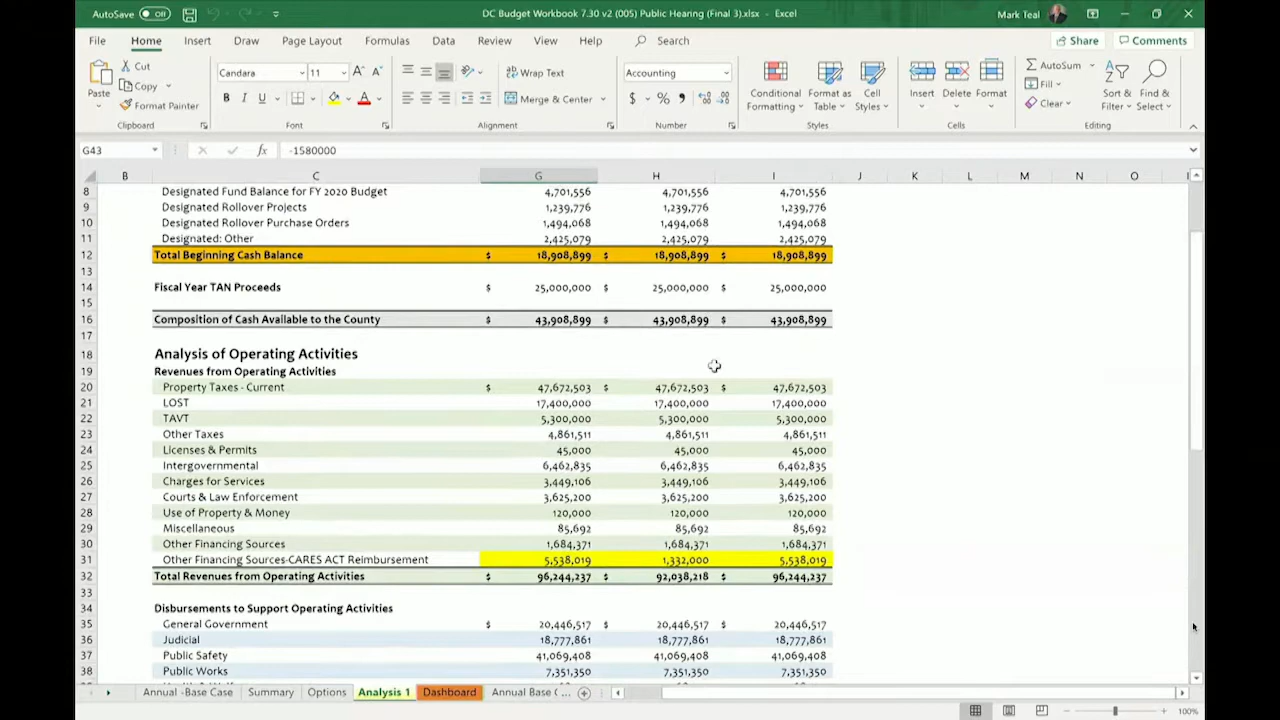 AutoSave Off DC Budget Workbook 7.30 v2 (005) Public Hearing (Final 3).xlsx - Excel Mark Teal
File Home Insert Draw Page Layout Formulas Data Review View Help Search Share Comments
Paste Cut Copy Format Painter Clipboard
Candara 11 A A B I U A Font
Wrap Text Merge & Center Alignment
Accounting $ % , Number
Conditional Formatting Format as Table Cell Styles Styles
Insert Delete Format Cells
AutoSum Fill Clear Sort & Filter Find & Select Editing
G43 fx -1580000
B C G H I J K L M N O
8 Designated Fund Balance for FY 2020 Budget 4,701,556 4,701,556 4,701,556
9 Designated Rollover Projects 1,239,776 1,239,776 1,239,776
10 Designated Rollover Purchase Orders 1,494,068 1,494,068 1,494,068
11 Designated: Other 2,425,079 2,425,079 2,425,079
12 Total Beginning Cash Balance $ 18,908,899 $ 18,908,899 $ 18,908,899
13
14 Fiscal Year TAN Proceeds $ 25,000,000 $ 25,000,000 $ 25,000,000
15
16 Composition of Cash Available to the County $ 43,908,899 $ 43,908,899 $ 43,908,899
17
18 Analysis of Operating Activities
19 Revenues from Operating Activities
20 Property Taxes - Current $ 47,672,503 $ 47,672,503 $ 47,672,503
21 LOST 17,400,000 17,400,000 17,400,000
22 TAVT 5,300,000 5,300,000 5,300,000
23 Other Taxes 4,861,511 4,861,511 4,861,511
24 Licenses & Permits 45,000 45,000 45,000
25 Intergovernmental 6,462,835 6,462,835 6,462,835
26 Charges for Services 3,449,106 3,449,106 3,449,106
27 Courts & Law Enforcement 3,625,200 3,625,200 3,625,200
28 Use of Property & Money 120,000 120,000 120,000
29 Miscellaneous 85,692 85,692 85,692
30 Other Financing Sources 1,684,371 1,684,371 1,684,371
31 Other Financing Sources-CARES ACT Reimbursement 5,538,019 1,332,000 5,538,019
32 Total Revenues from Operating Activities $ 96,244,237 $ 92,038,218 $ 96,244,237
33
34 Disbursements to Support Operating Activities
35 General Government $ 20,446,517 $ 20,446,517 $ 20,446,517
36 Judicial 18,777,861 18,777,861 18,777,861
37 Public Safety 41,069,408 41,069,408 41,069,408
38 Public Works 7,351,350 7,351,350 7,351,350
Annual -Base Case Summary Options Analysis 1 Dashboard Annual Base C ...
100%